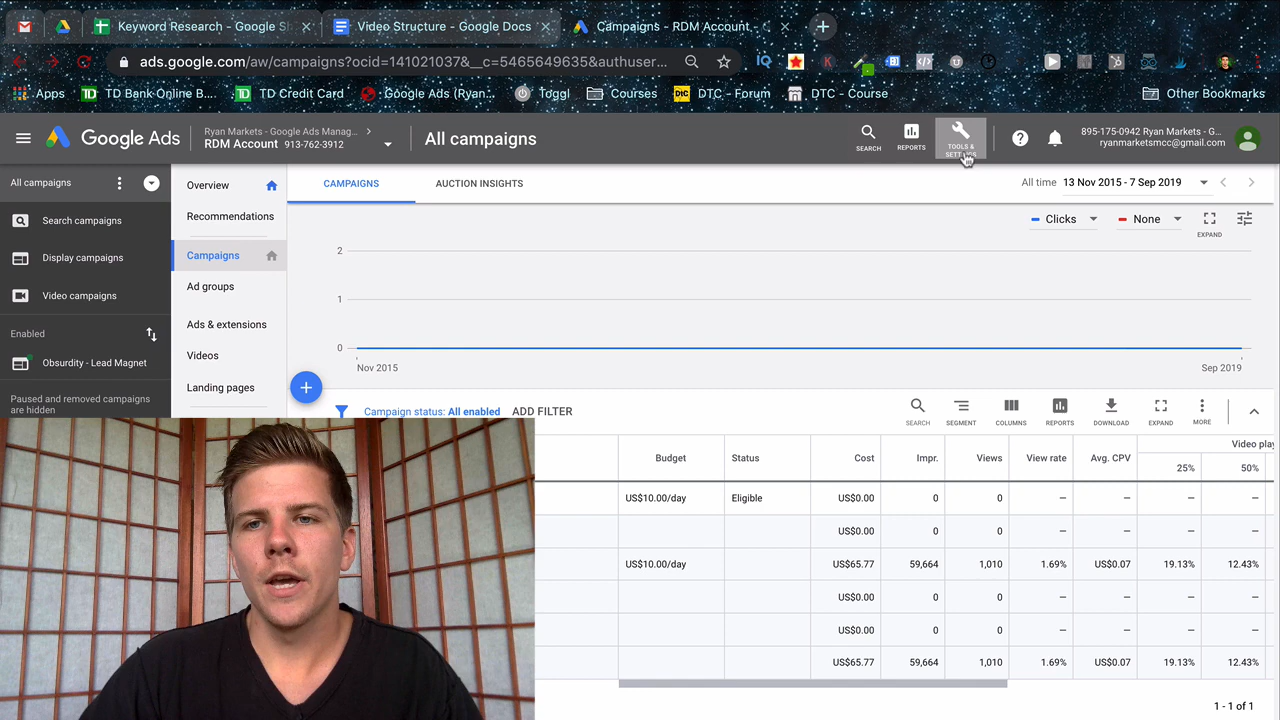 Keyword Research - Google S
Video Structure - Google Docs
Campaigns - RDM Account
ads.google.com/aw/campaigns?ocid=141021037&__c=5465649635&authuser...
Apps
TD Bank Online B...
TD Credit Card
Google Ads (Ryan...
Toggl
Courses
DTC - Forum
DTC - Course
Other Bookmarks
Google Ads
Ryan Markets - Google Ads Manag...
RDM Account 913-762-3912
All campaigns
SEARCH
REPORTS
TOOLS &
SETTINGS
895-175-0942 Ryan Markets - G...
ryanmarketsmcc@gmail.com
All campaigns
Search campaigns
Display campaigns
Video campaigns
Enabled
Obsurdity - Lead Magnet
Paused and removed campaigns
are hidden
Overview
Recommendations
Campaigns
Ad groups
Ads & extensions
Videos
Landing pages
CAMPAIGNS
AUCTION INSIGHTS
All time 13 Nov 2015 - 7 Sep 2019
Clicks
None
EXPAND
2
1
0
Nov 2015
Sep 2019
Campaign status: All enabled ADD FILTER
SEARCH
SEGMENT
COLUMNS
REPORTS
DOWNLOAD
EXPAND
MORE
Video pla
Budget Status Cost Impr. Views View rate Avg. CPV 25% 50%
US$10.00/day Eligible US$0.00 0 0 – – – –
US$0.00 0 0 – – – –
US$10.00/day US$65.77 59,664 1,010 1.69% US$0.07 19.13% 12.43%
US$0.00 0 0 – – – –
US$0.00 0 0 – – – –
US$65.77 59,664 1,010 1.69% US$0.07 19.13% 12.43%
1 - 1 of 1